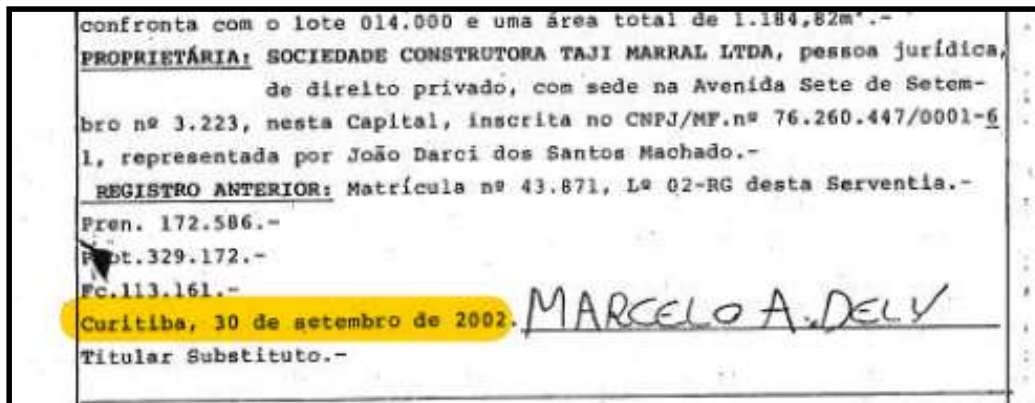 confronta com o lote 014.000 e uma área total de 1.184,82m².-
PROPRIETÁRIA: SOCIEDADE CONSTRUTORA TAJI MARRAL LTDA, pessoa jurídica,
de direito privado, com sede na Avenida Sete de Setem-
bro nº 3.223, nesta Capital, inscrita no CNPJ/MF.nº 76.260.447/0001-6
1, representada por João Darci dos Santos Machado.-
REGISTRO ANTERIOR: Matrícula nº 43.871, Lº 02-RG desta Serventia.-
Pren. 172.586.-
Prot.329.172.-
Fc.113.161.-
Curitiba, 30 de setembro de 2002. MARCELO A. DELY
Titular Substituto.-